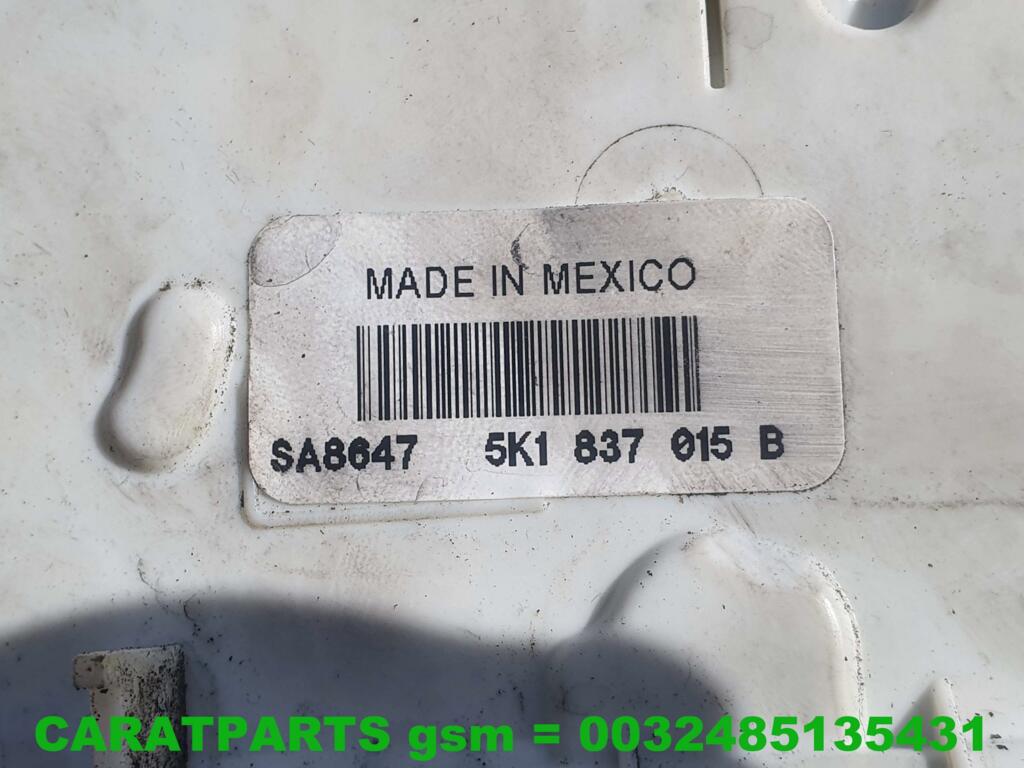 MADE IN MEXICO
SA8647 5K1 837 015 B
CARATPARTS gsm = 0032485135431